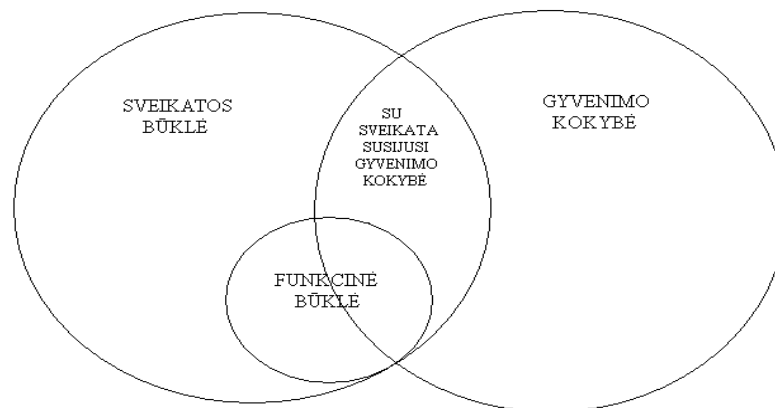 SVEIKATOS
BŪKLĖ
SU
SVEIKATA
SUSIJUSI
GYVENIMO
KOKYBĖ
GYVENIMO
KOKYBĖ
FUNKCINĖ
BŪKLĖ